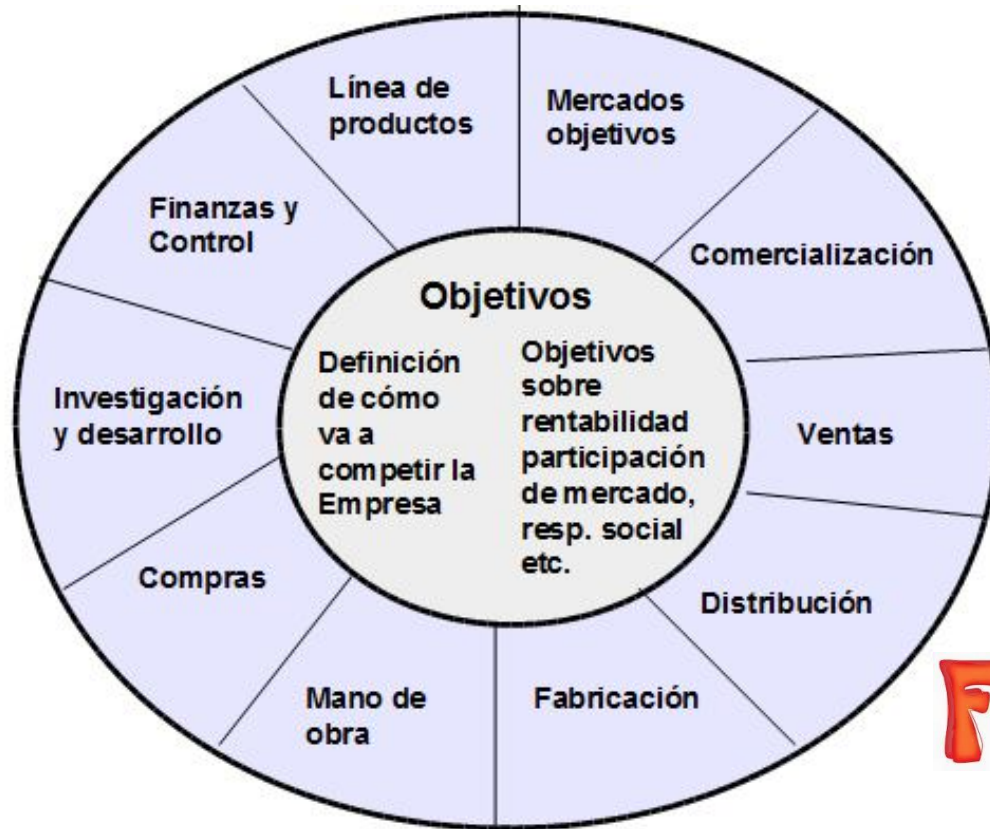 Línea de
productos
Mercados
objetivos
Comercialización
Ventas
Distribución
Fabricación
Mano de
obra
Compras
Investigación
y desarrollo
Finanzas y
Control
Objetivos
Definición
de cómo
va a
competir la
Empresa
Objetivos
sobre
rentabilidad
participación
de mercado,
resp. social
etc.
F